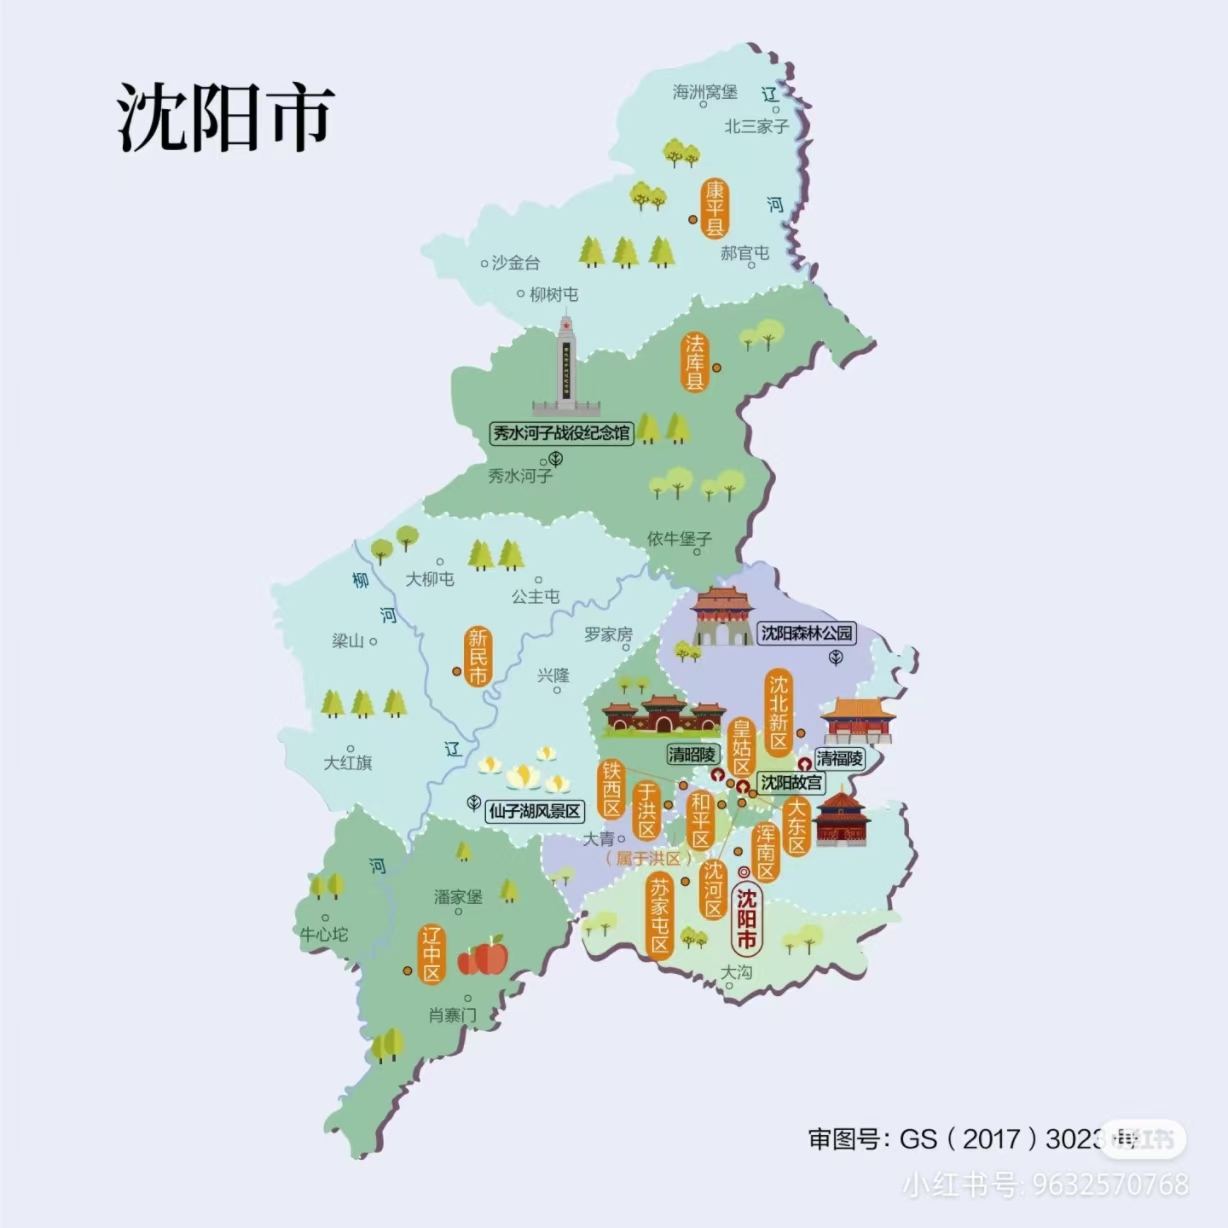 沈阳市
海洲窝堡
辽
北三家子
康平县
河
郝官屯
沙金台
柳树屯
法库县
秀水河子战役纪念馆
秀水河子
依牛堡子
柳
河
大柳屯
公主屯
梁山
新民市
罗家房
兴隆
沈阳森林公园
沈北新区
皇姑区
清昭陵
清福陵
沈阳故宫
大红旗
辽
仙子湖风景区
铁西区
于洪区
和平区
大东区
浑南区
大青
（属于洪区）
沈河区
苏家屯区
沈阳市
大沟
河
潘家堡
牛心坨
辽中区
肖寨门
审图号：GS（2017）3023号
小红书
小红书号: 9632570768